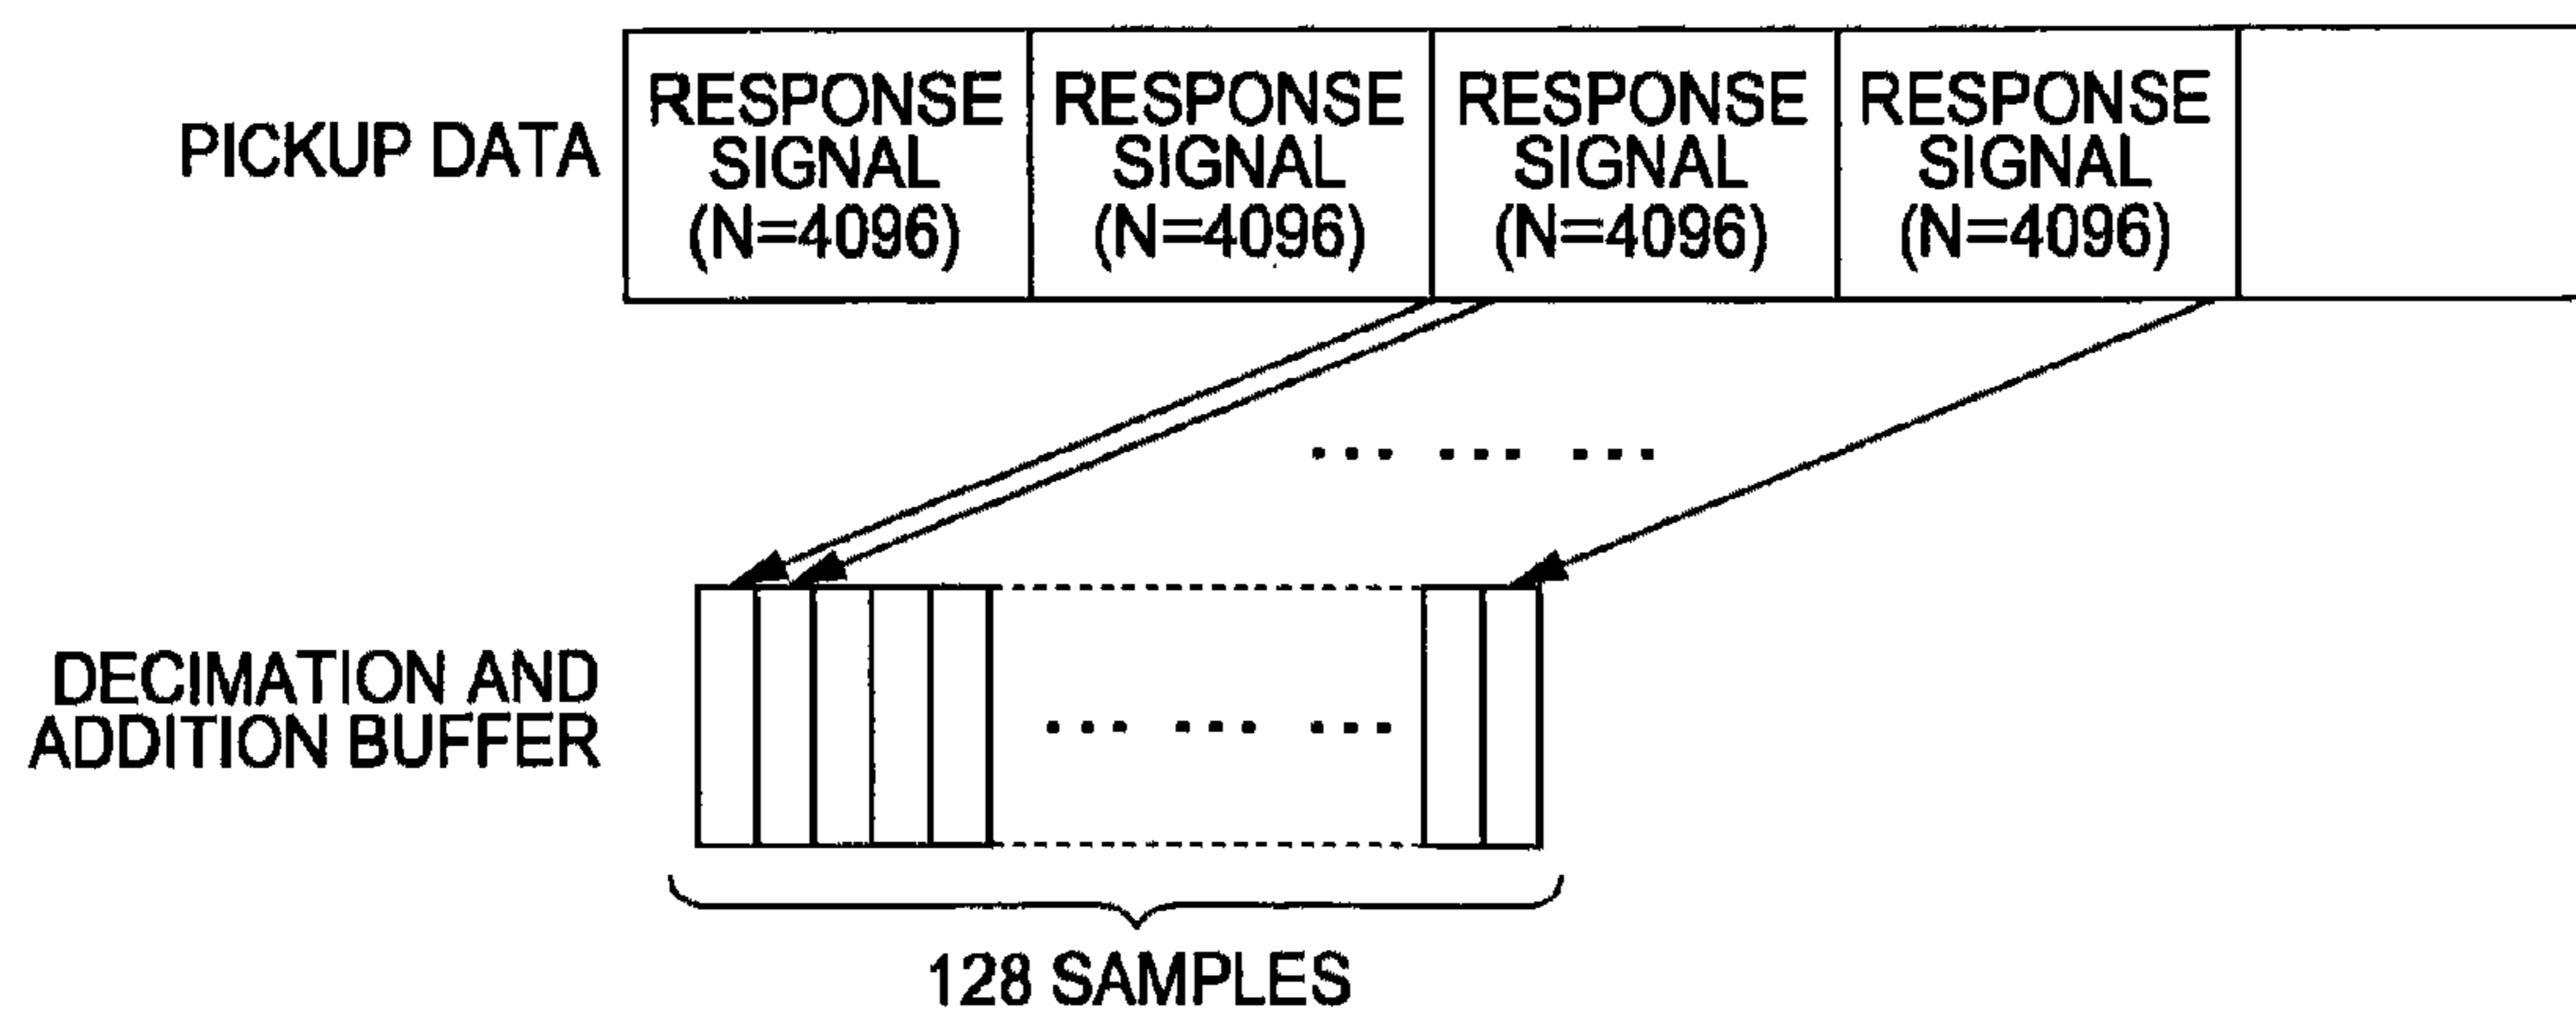 PICKUP DATA
RESPONSE
SIGNAL
(N=4096)
RESPONSE
SIGNAL
(N=4096)
RESPONSE
SIGNAL
(N=4096)
RESPONSE
SIGNAL
(N=4096)
... ... ...
DECIMATION AND
ADDITION BUFFER
... ... ...
128 SAMPLES